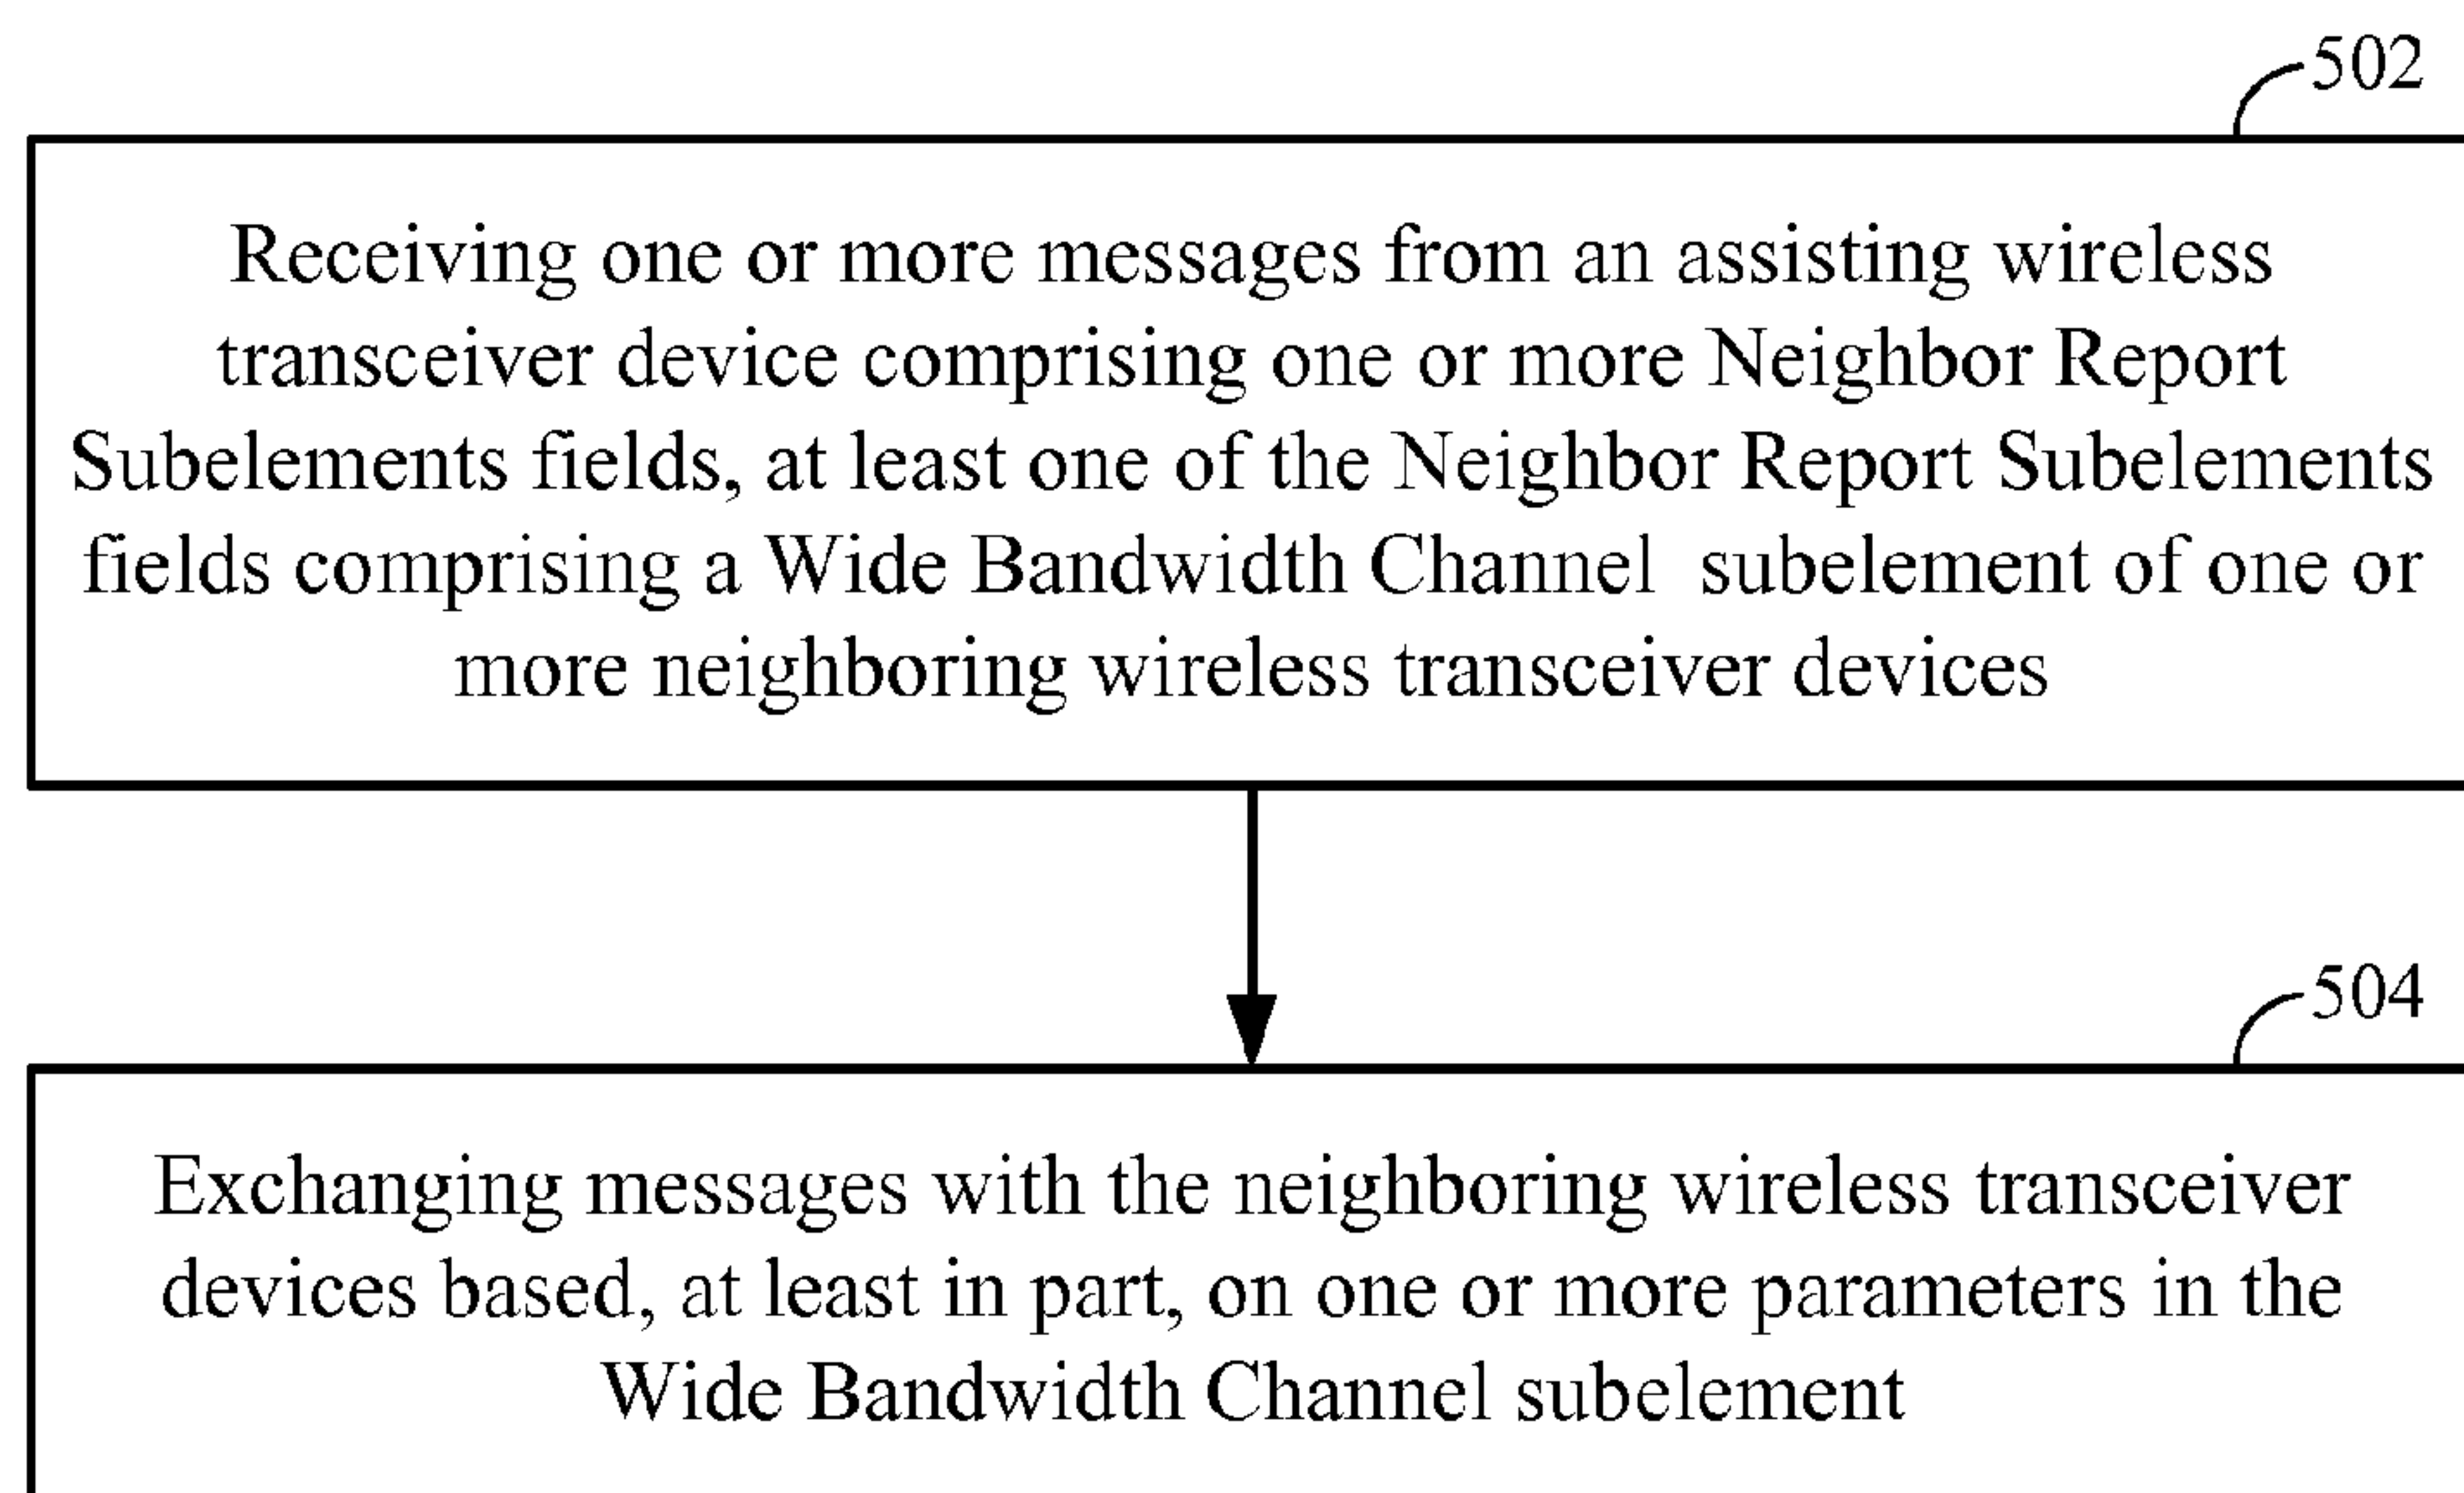 502
Receiving one or more messages from an assisting wireless
transceiver device comprising one or more Neighbor Report
Subelements fields, at least one of the Neighbor Report Subelements
fields comprising a Wide Bandwidth Channel subelement of one or
more neighboring wireless transceiver devices
504
Exchanging messages with the neighboring wireless transceiver
devices based, at least in part, on one or more parameters in the
Wide Bandwidth Channel subelement